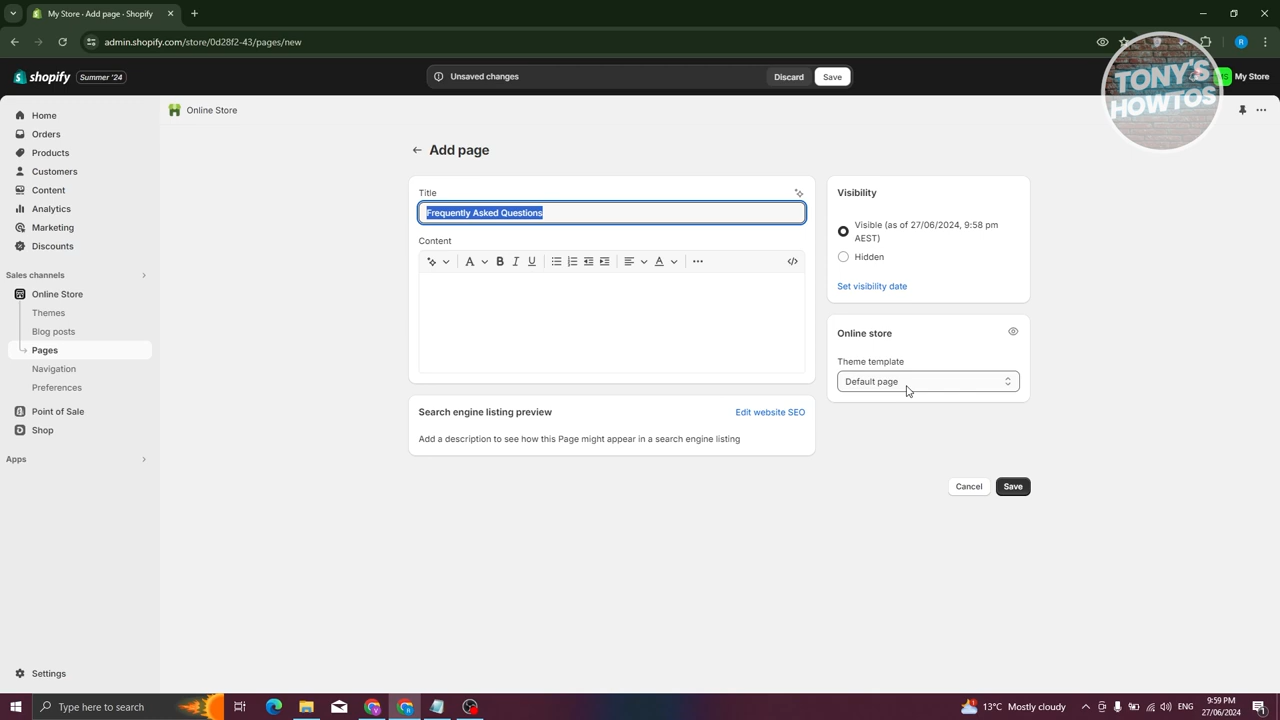 My Store · Add page · Shopify
admin.shopify.com/store/0d28f2-43/pages/new
R
shopify
Summer '24
Unsaved changes
Discard
Save
My Store
TONY'S
HOWTOS
Home
Orders
Products
Customers
Content
Analytics
Marketing
Discounts
Sales channels
Online Store
Themes
Blog posts
Pages
Navigation
Preferences
Point of Sale
Shop
Apps
Settings
Online Store
Add page
Title
Frequently Asked Questions
Content
A
B
I
U
A
Search engine listing preview
Edit website SEO
Add a description to see how this Page might appear in a search engine listing
Visibility
Visible (as of 27/06/2024, 9:58 pm
AEST)
Hidden
Set visibility date
Online store
Theme template
Default page
Cancel
Save
Type here to search
13°C Mostly cloudy
ENG
9:59 PM
27/06/2024